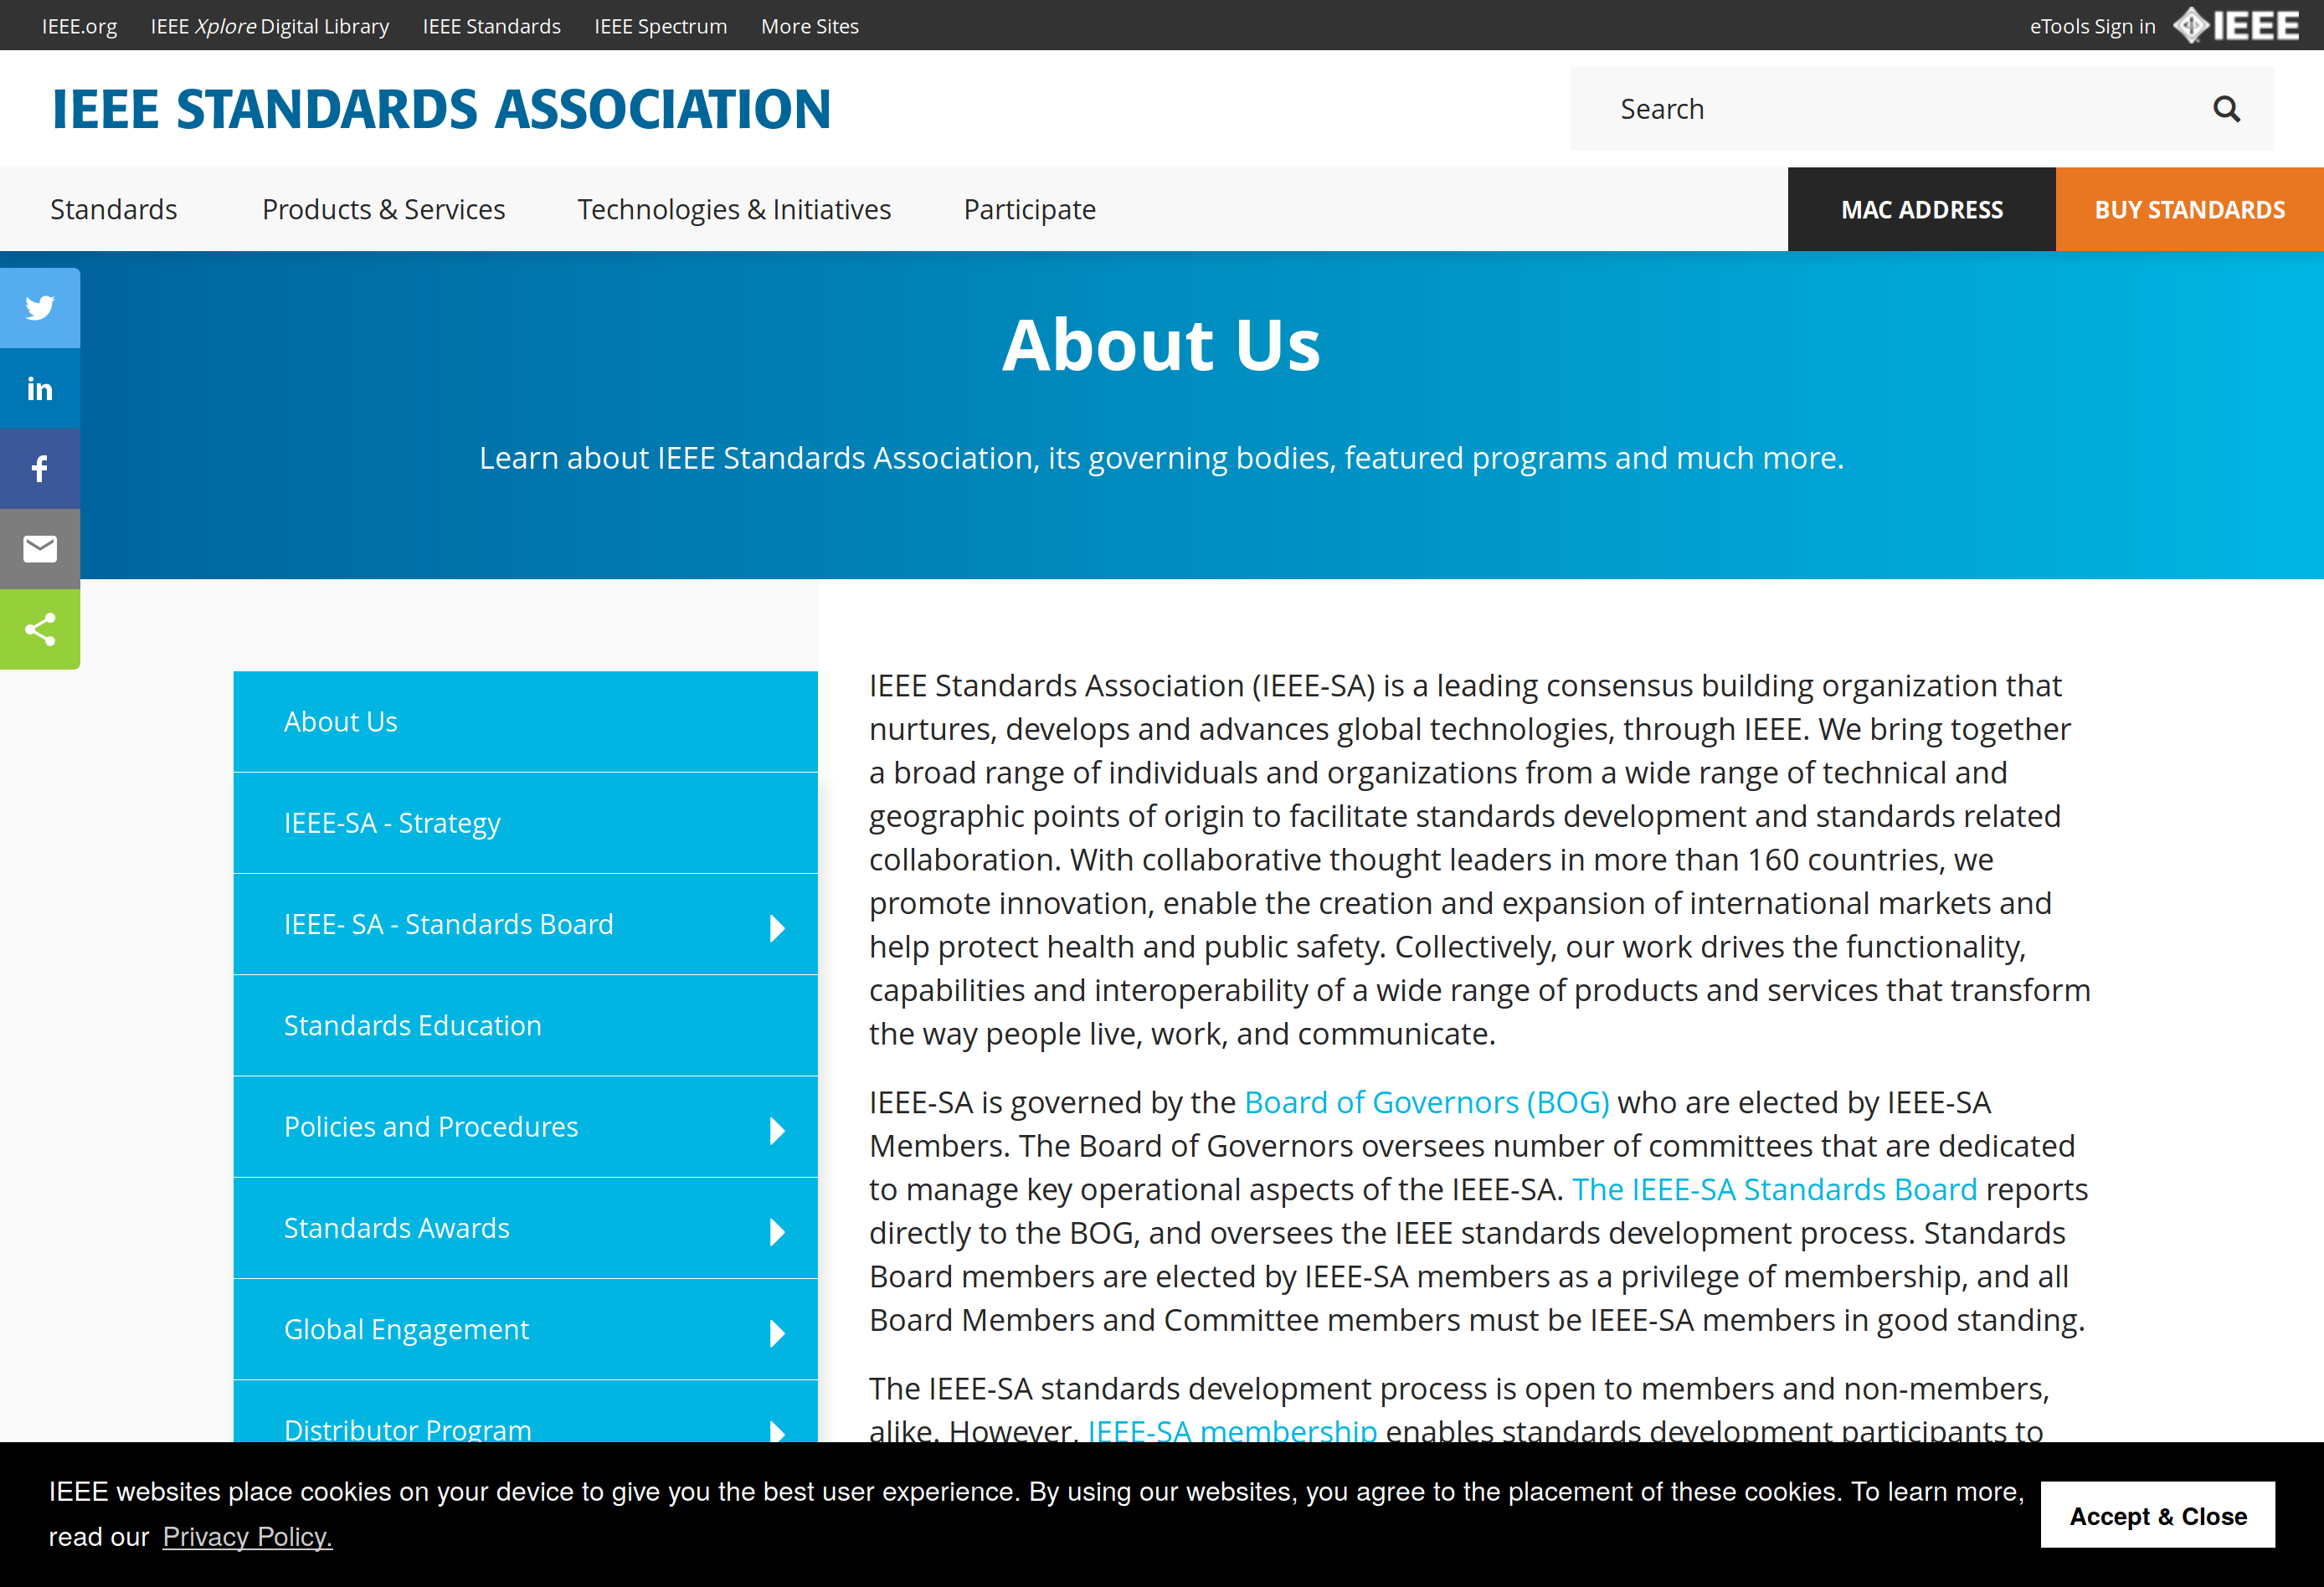 IEEE.org IEEE Xplore Digital Library IEEE Standards IEEE Spectrum More Sites eTools Sign in IEEE
IEEE STANDARDS ASSOCIATION
Search
Standards Products & Services Technologies & Initiatives Participate MAC ADDRESS BUY STANDARDS
About Us
Learn about IEEE Standards Association, its governing bodies, featured programs and much more.
About Us
IEEE-SA - Strategy
IEEE- SA - Standards Board
Standards Education
Policies and Procedures
Standards Awards
Global Engagement
Distributor Program
IEEE Standards Association (IEEE-SA) is a leading consensus building organization that
nurtures, develops and advances global technologies, through IEEE. We bring together
a broad range of individuals and organizations from a wide range of technical and
geographic points of origin to facilitate standards development and standards related
collaboration. With collaborative thought leaders in more than 160 countries, we
promote innovation, enable the creation and expansion of international markets and
help protect health and public safety. Collectively, our work drives the functionality,
capabilities and interoperability of a wide range of products and services that transform
the way people live, work, and communicate.
IEEE-SA is governed by the Board of Governors (BOG) who are elected by IEEE-SA
Members. The Board of Governors oversees number of committees that are dedicated
to manage key operational aspects of the IEEE-SA. The IEEE-SA Standards Board reports
directly to the BOG, and oversees the IEEE standards development process. Standards
Board members are elected by IEEE-SA members as a privilege of membership, and all
Board Members and Committee members must be IEEE-SA members in good standing.
The IEEE-SA standards development process is open to members and non-members,
alike. However, IEEE-SA membership enables standards development participants to
IEEE websites place cookies on your device to give you the best user experience. By using our websites, you agree to the placement of these cookies. To learn more,
read our Privacy Policy.
Accept & Close